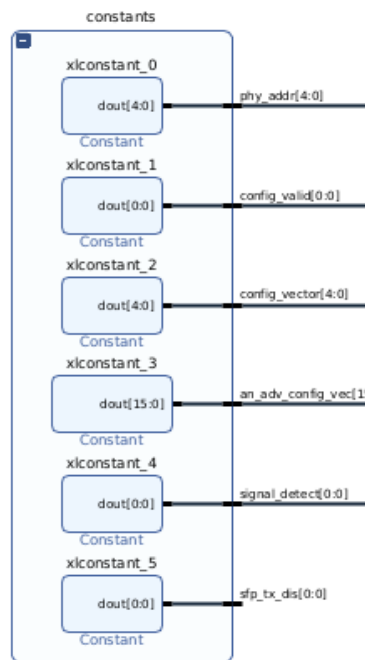 constants
xlconstant_0
dout[4:0]
phy_addr[4:0]
Constant
xlconstant_1
dout[0:0]
config_valid[0:0]
Constant
xlconstant_2
dout[4:0]
config_vector[4:0]
Constant
xlconstant_3
dout[15:0]
an_adv_config_vec[1
Constant
xlconstant_4
dout[0:0]
signal_detect[0:0]
Constant
xlconstant_5
dout[0:0]
sfp_tx_dis[0:0]
Constant